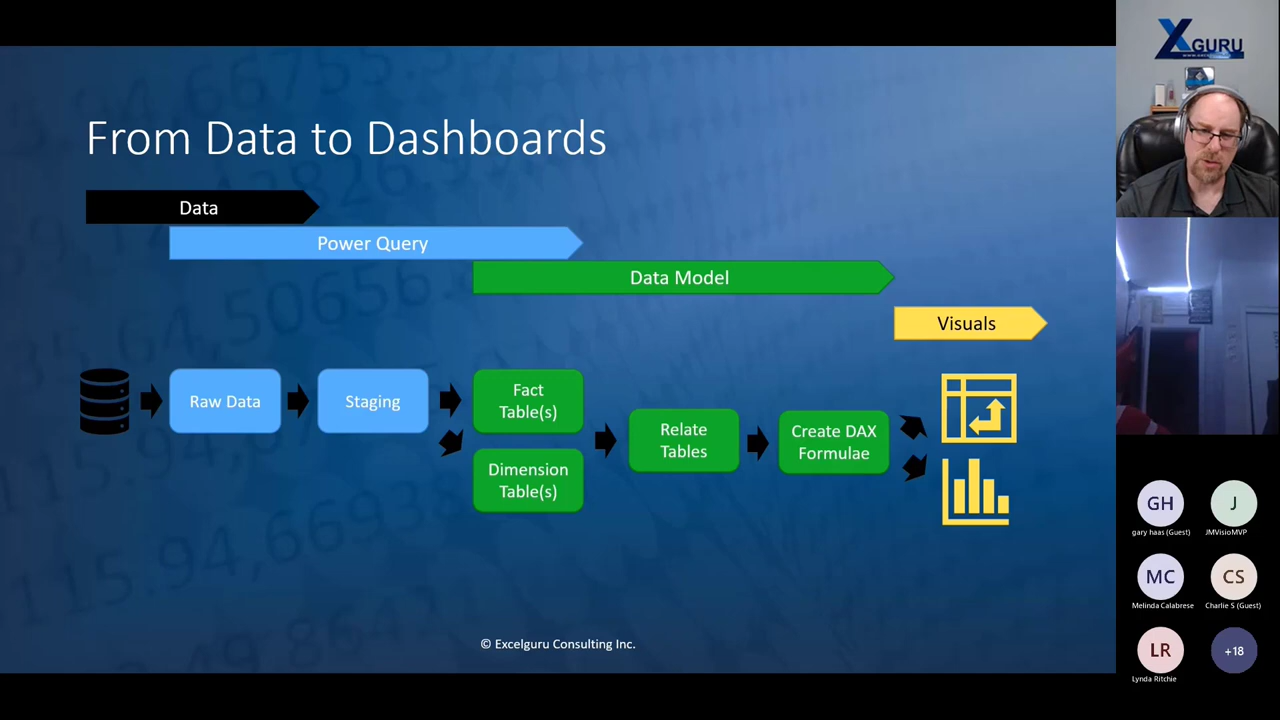 From Data to Dashboards
Data
Power Query
Data Model
Visuals
Raw Data
Staging
Fact
Table(s)
Dimension
Table(s)
Relate
Tables
Create DAX
Formulae
© Excelguru Consulting Inc.
XGURU
GH
gary haas (Guest)
J
JMVisioMVP
MC
Melinda Calabrese
CS
Charlie S (Guest)
LR
Lynda Ritchie
+18